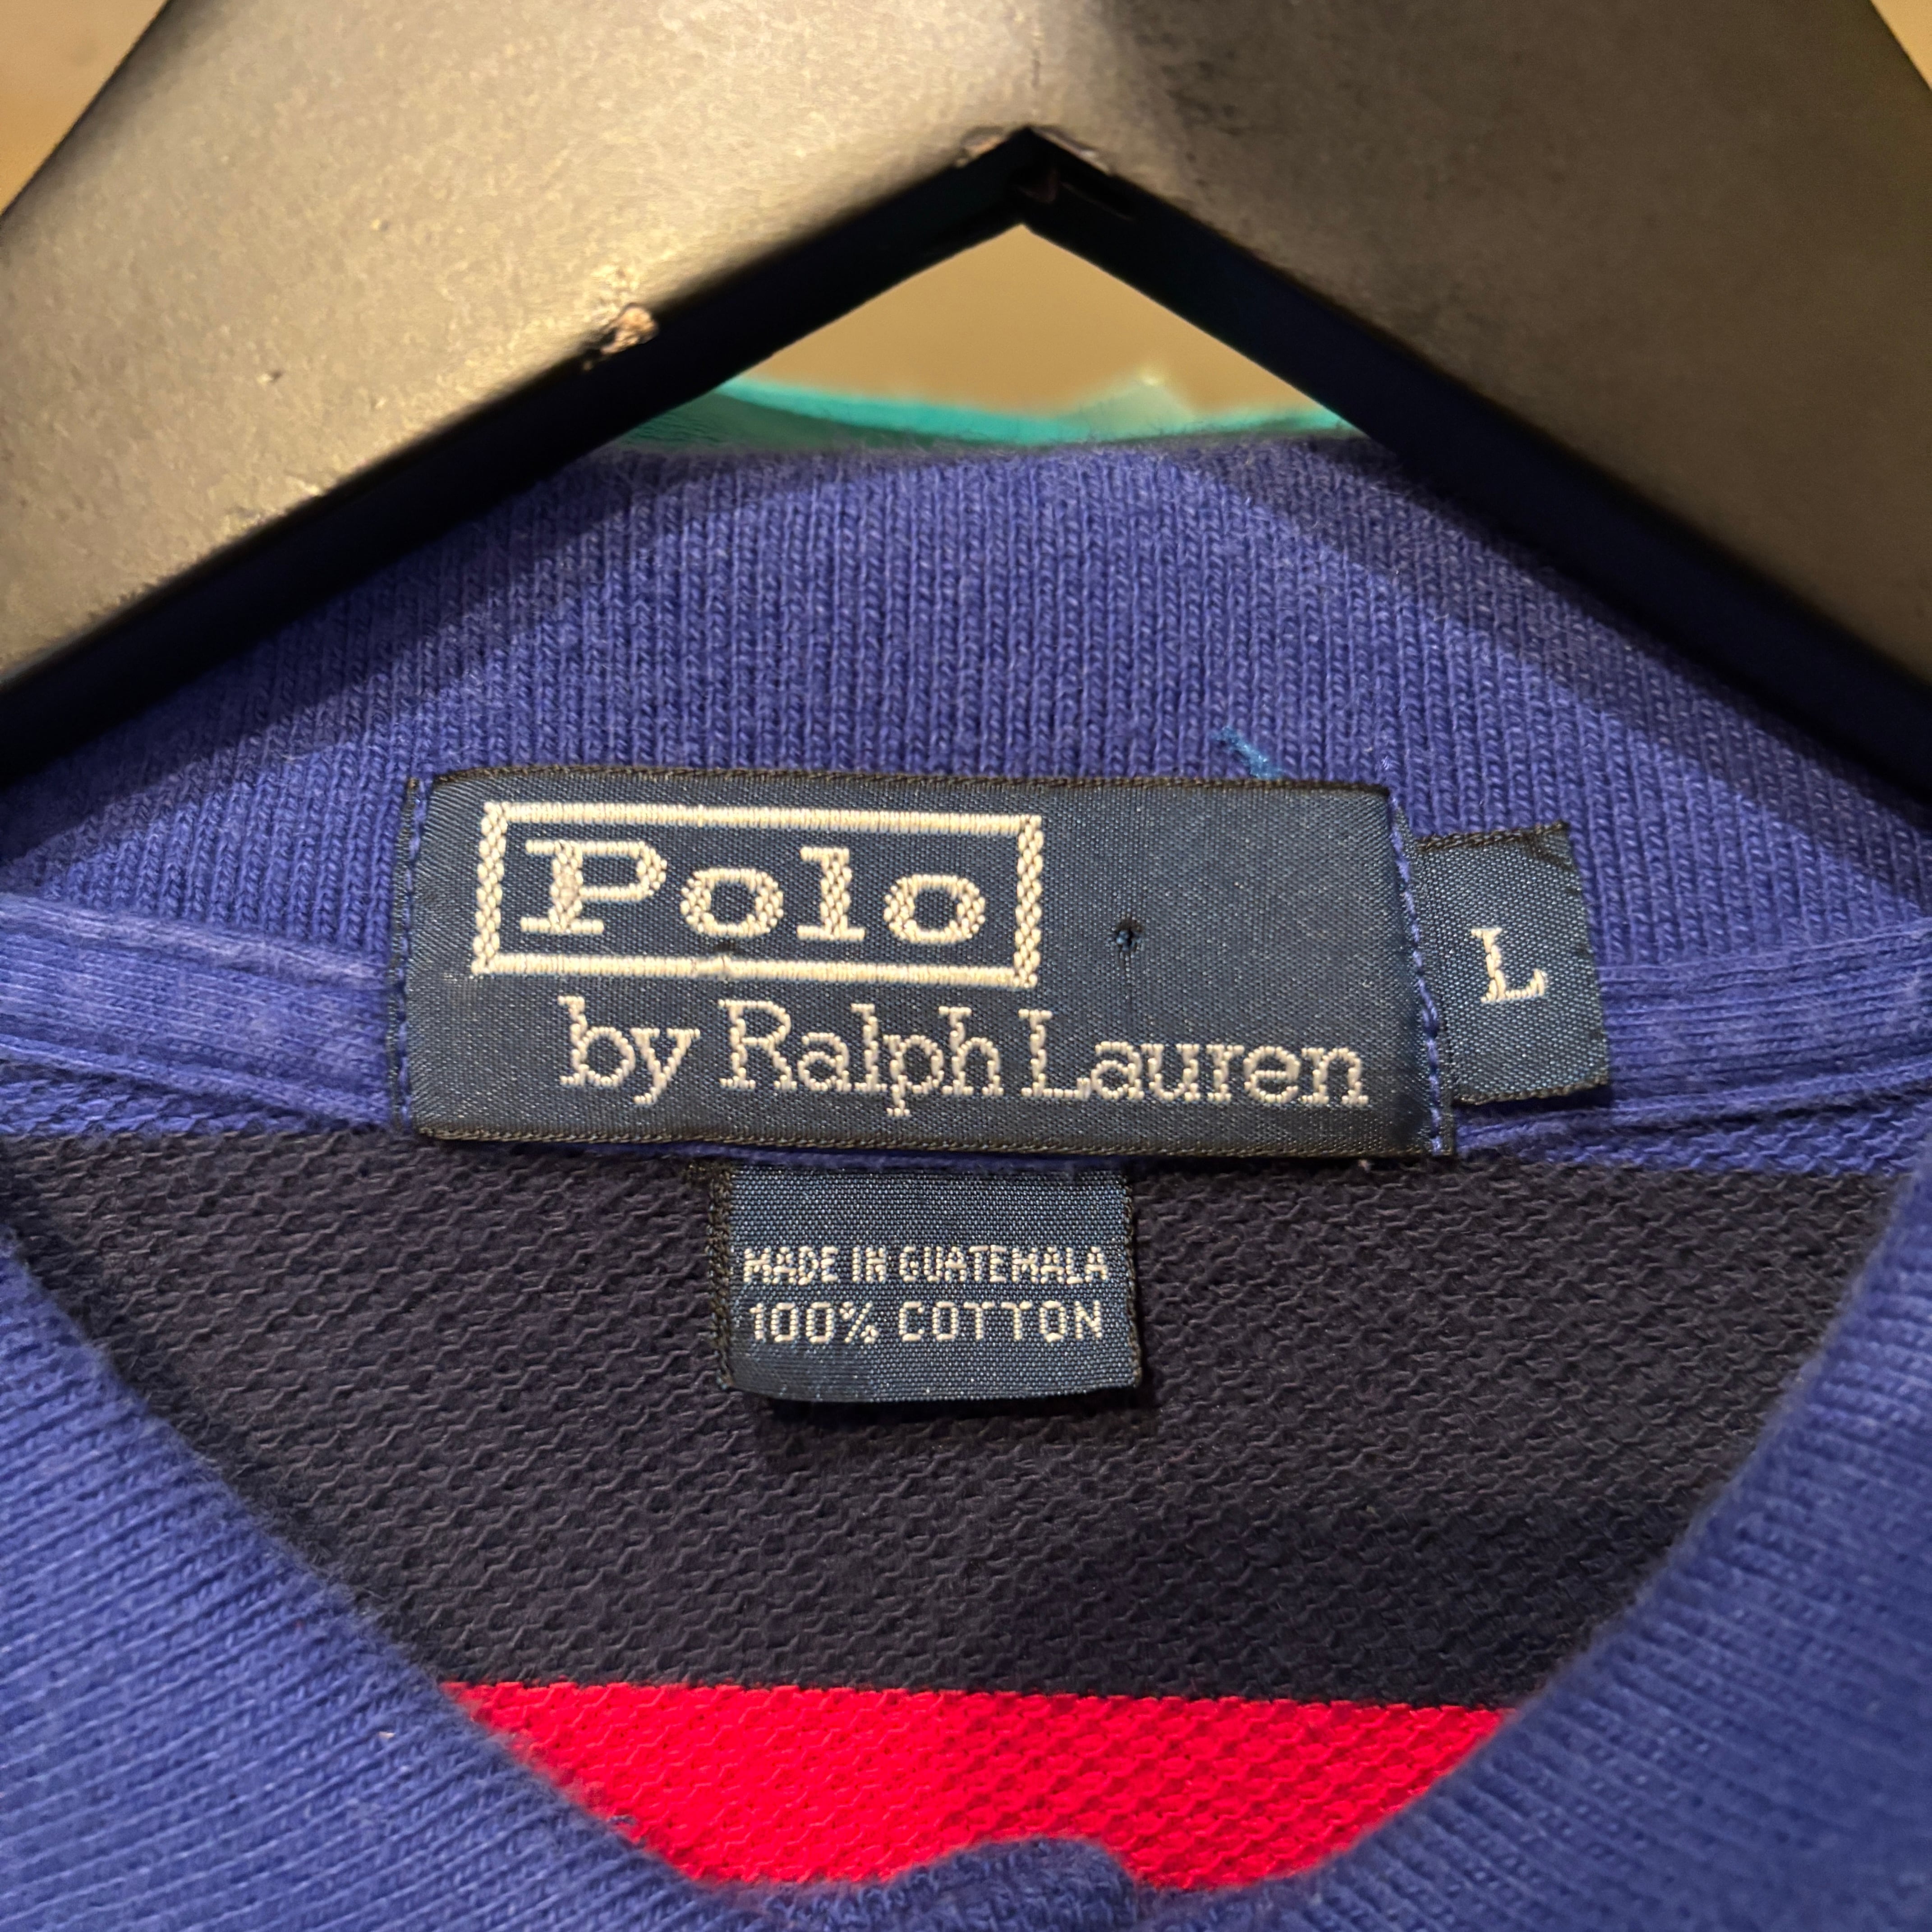 Polo
by Ralph Lauren
L
MADE IN GUATEMALA
100% COTTON